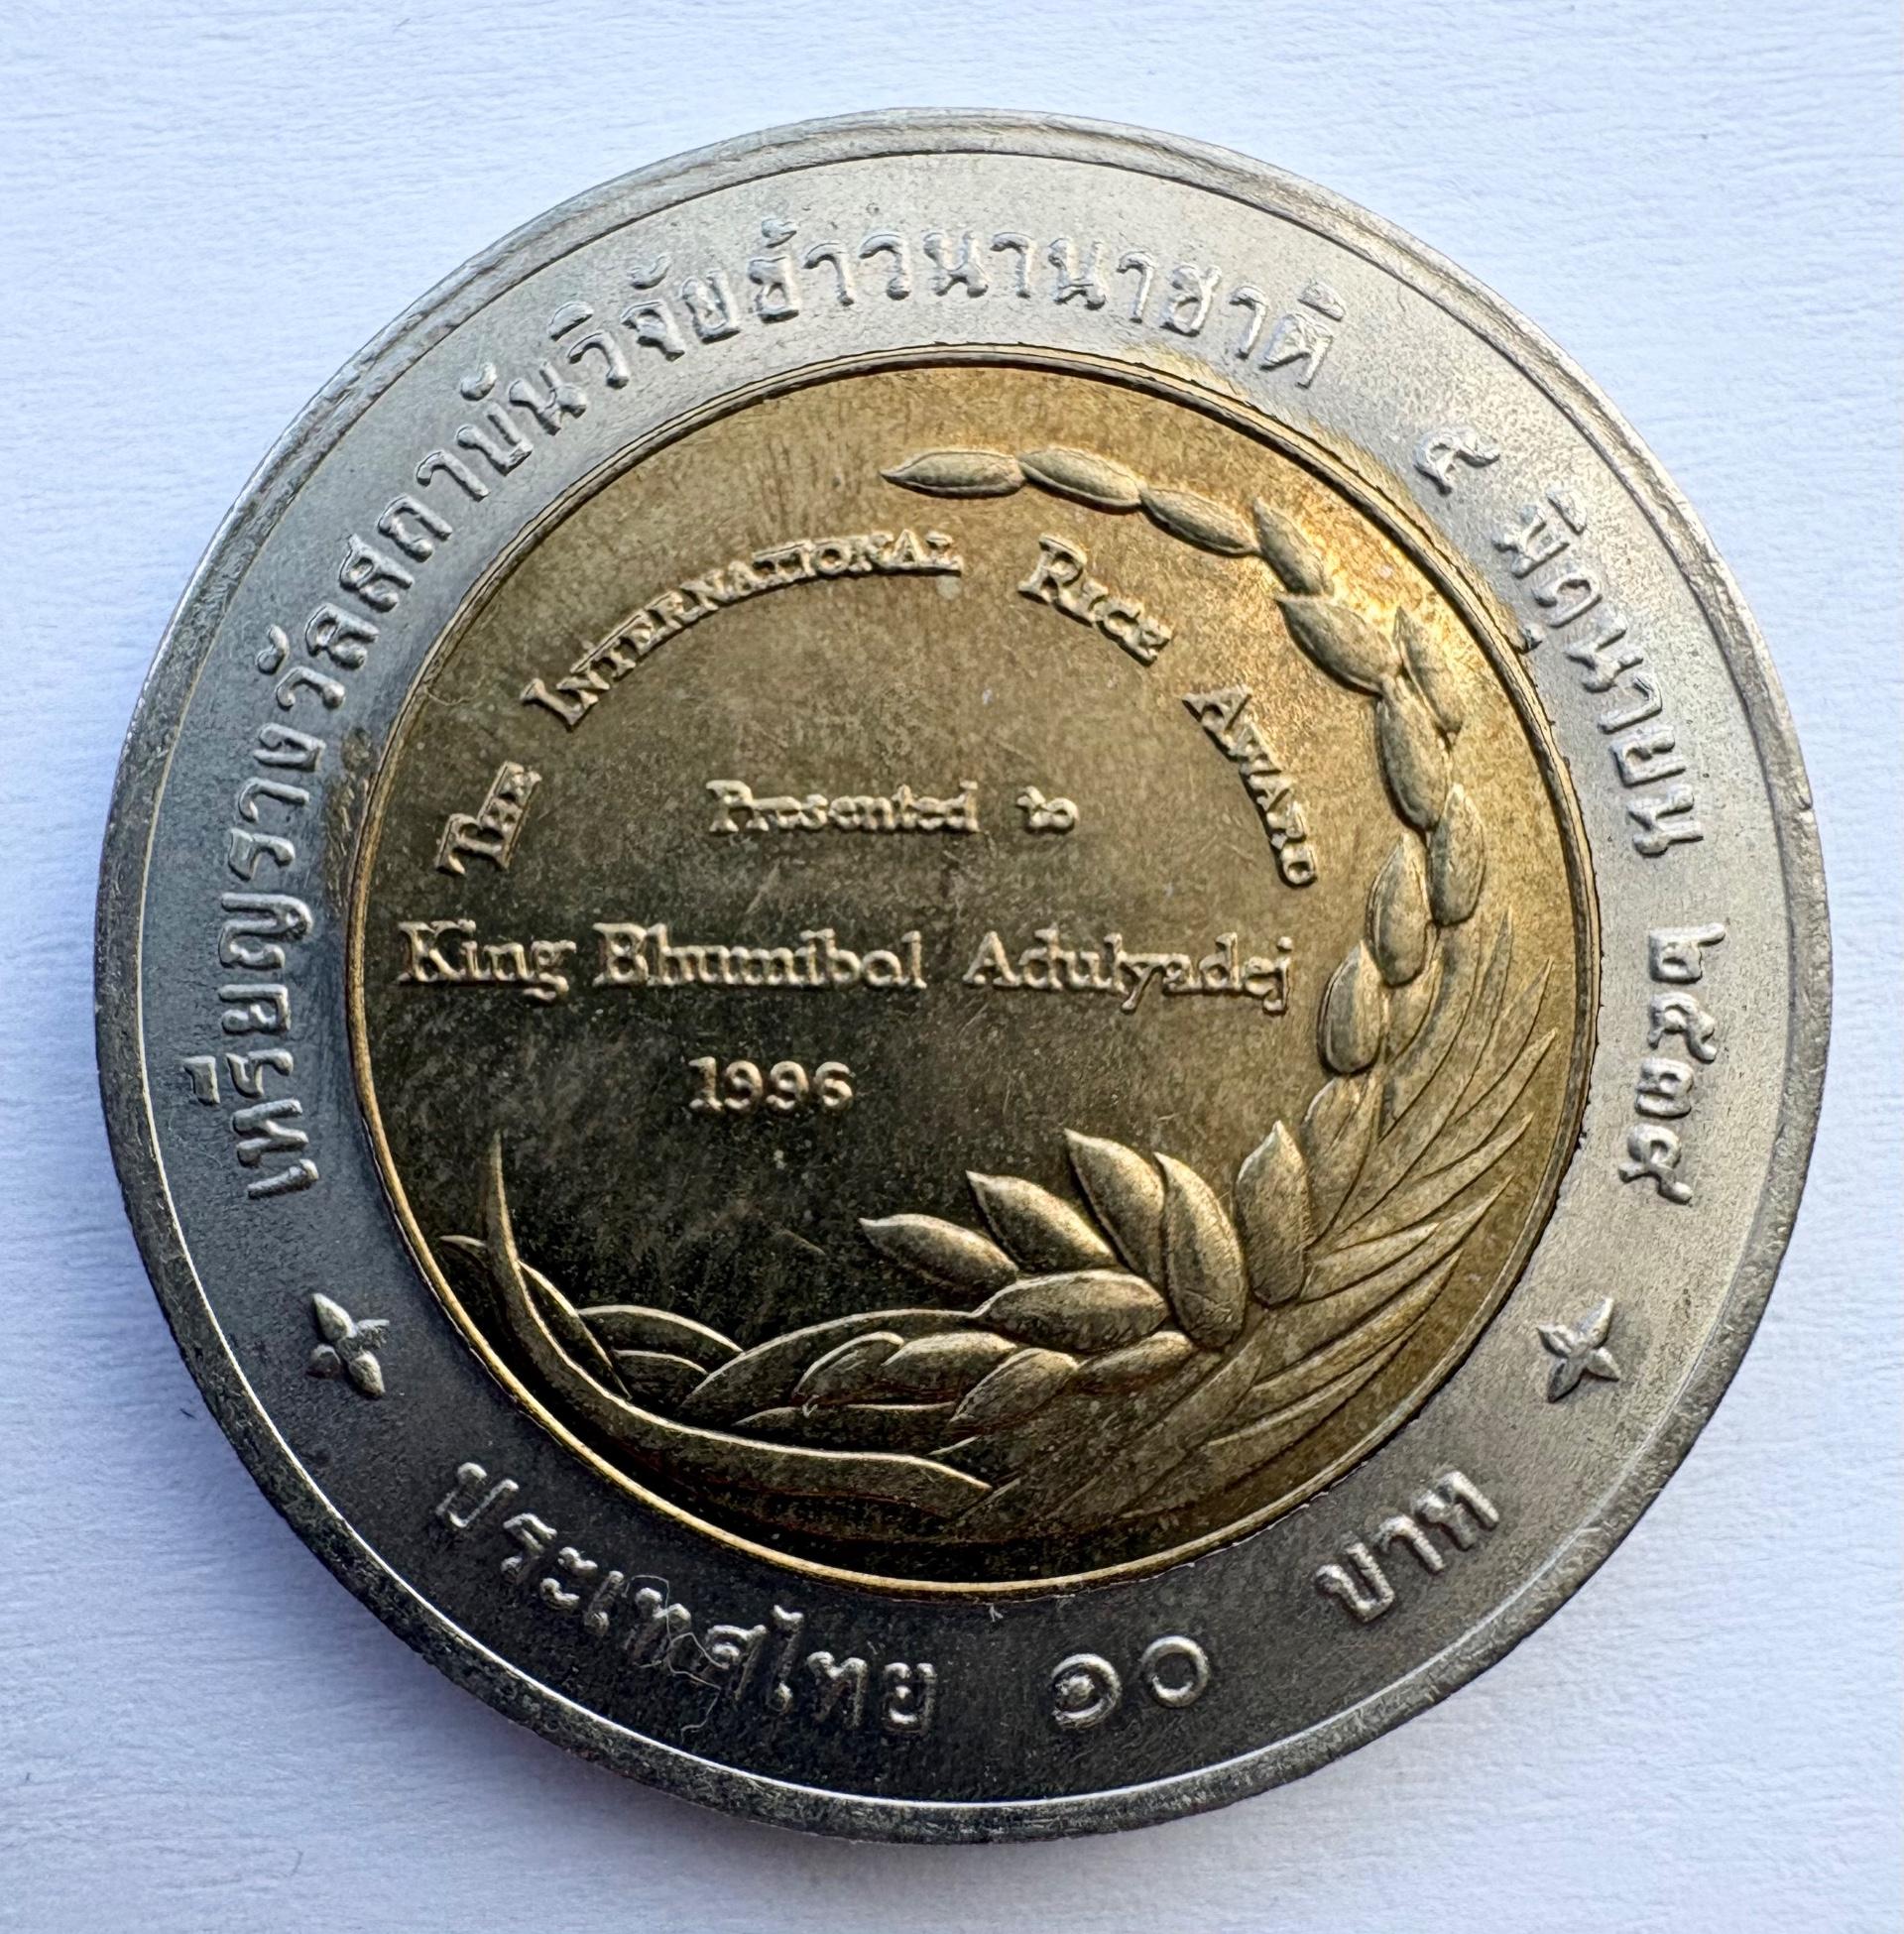 เหรียญรางวัลสถาบันวิจัยข้าวนานาชาติ ๕ มิถุนายน ๒๕๓๙
THE INTERNATIONAL RICE AWARD
Presented to
King Bhumibol Adulyadej
1996
ประเทศไทย ๑๐ บาท